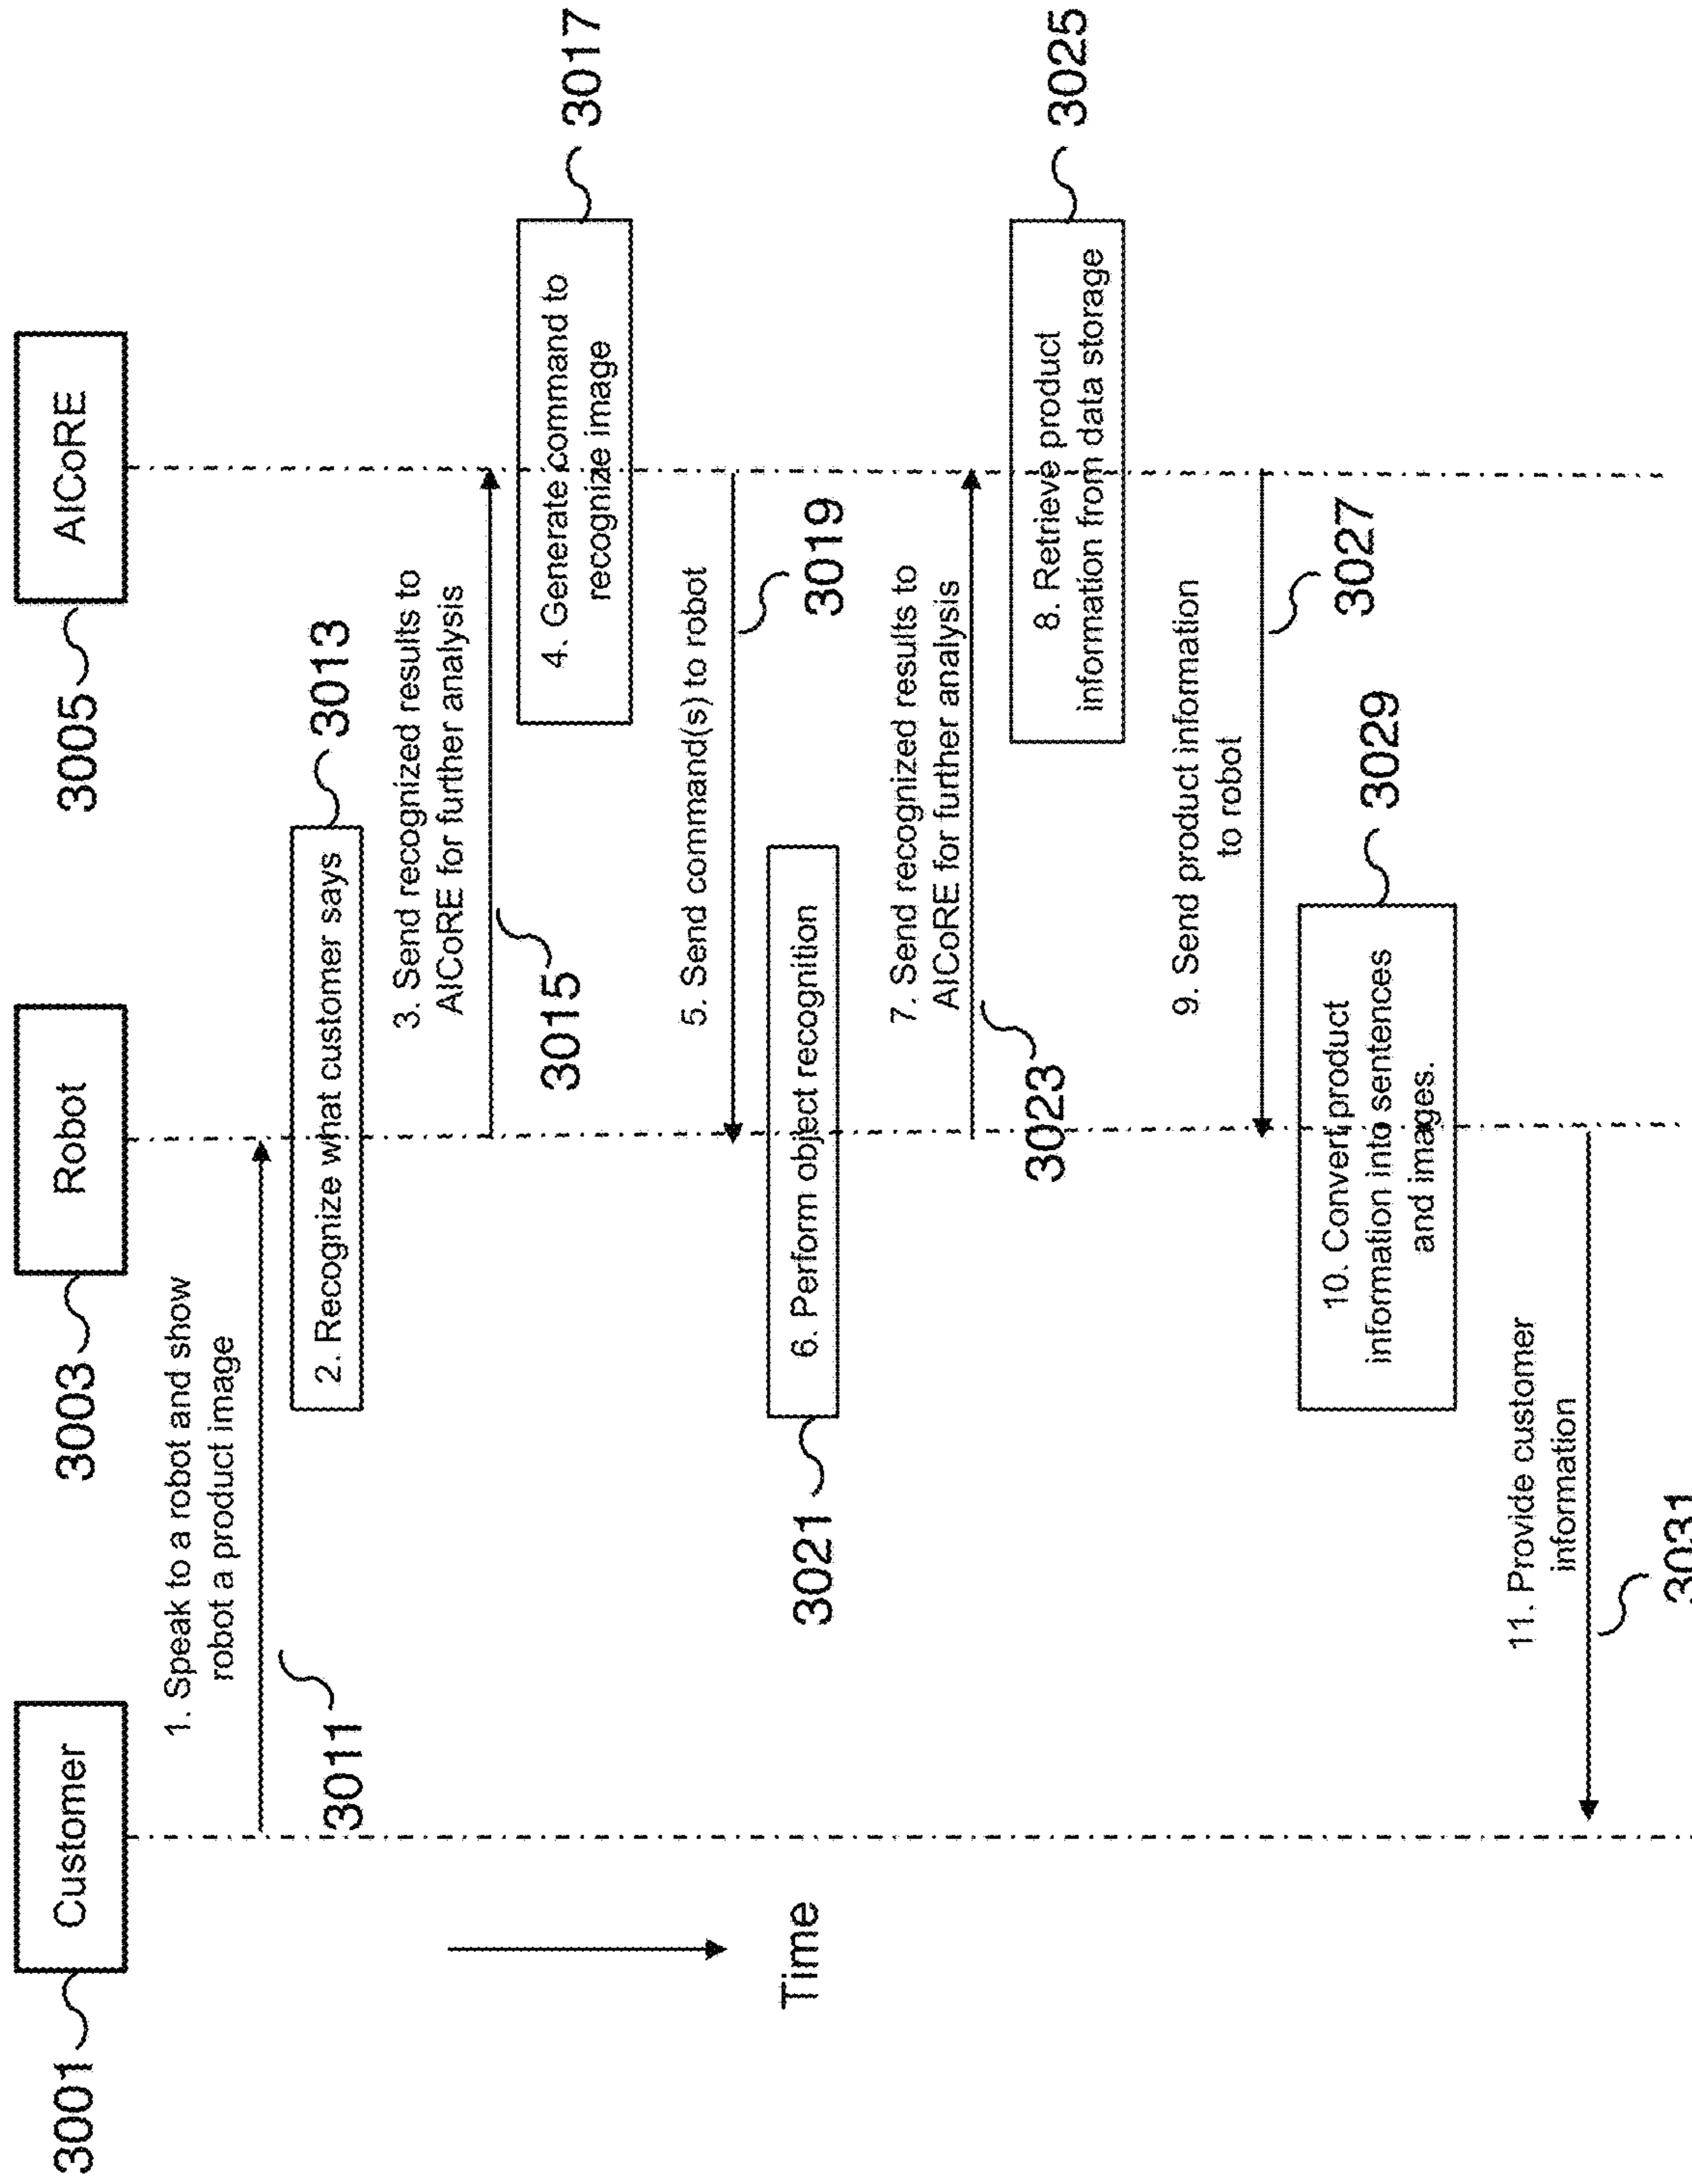 3001
Customer
3003
Robot
3005
AICoRE
1. Speak to a robot and show
robot a product image
3011
2. Recognize what customer says
3013
3. Send recognized results to
AICoRE for further analysis
3015
4. Generate command to
recognize image
3017
5. Send command(s) to robot
3019
Time
6. Perform object recognition
3021
7. Send recognized results to
AICoRE for further analysis
3023
8. Retrieve product
information from data storage
3025
9. Send product information
to robot
3027
10. Convert product
information into sentences
and images.
3029
11. Provide customer
information
3031